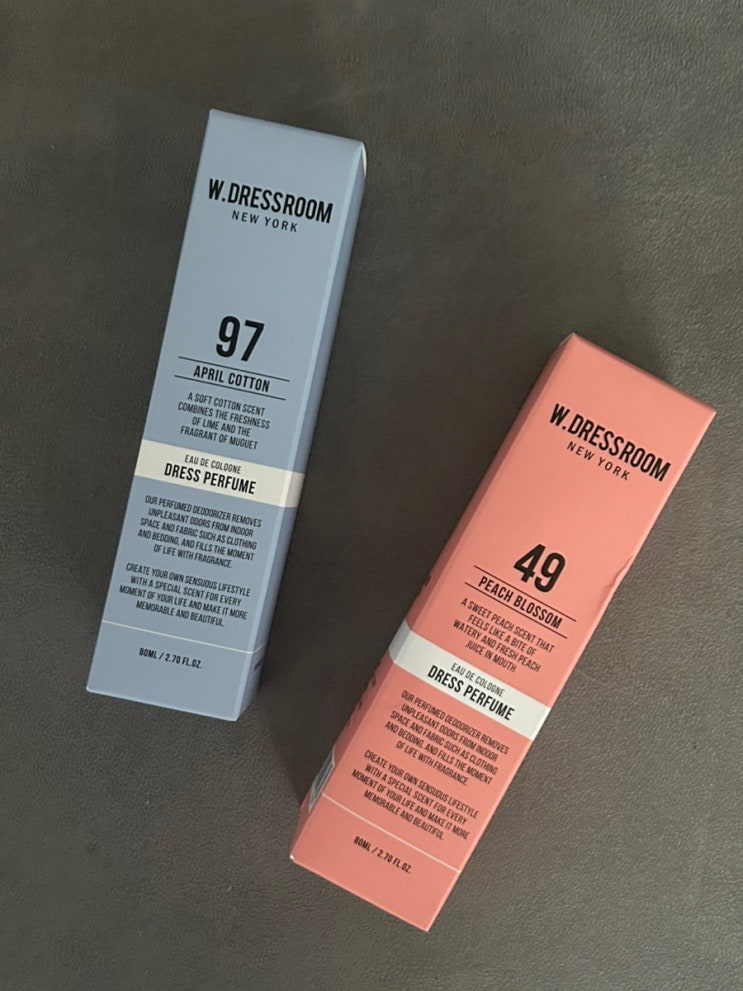 W.DRESSROOM
NEW YORK
97
APRIL COTTON
A SOFT COTTON SCENT
COMBINES THE FRESHNESS
OF LIME AND THE
FRAGRANT OF MUGUET
EAU DE COLOGNE
DRESS PERFUME
OUR PERFUMED DEODORIZER REMOVES
UNPLEASANT ODORS FROM INDOOR
SPACE AND FABRIC SUCH AS CLOTHING
AND BEDDING, AND FILLS THE MOMENT
OF LIFE WITH FRAGRANCE.
CREATE YOUR OWN SENSUOUS LIFESTYLE
WITH A SPECIAL SCENT FOR EVERY
MOMENT OF YOUR LIFE AND MAKE IT MORE
MEMORABLE AND BEAUTIFUL.
80ML / 2.70 FL.OZ.
W.DRESSROOM
NEW YORK
49
PEACH BLOSSOM
A SWEET PEACH SCENT THAT
FEELS LIKE A BITE OF
WATERY AND FRESH PEACH
JUICE IN MOUTH
EAU DE COLOGNE
DRESS PERFUME
OUR PERFUMED DEODORIZER REMOVES
UNPLEASANT ODORS FROM INDOOR
SPACE AND FABRIC SUCH AS CLOTHING
AND BEDDING, AND FILLS THE MOMENT
OF LIFE WITH FRAGRANCE.
CREATE YOUR OWN SENSUOUS LIFESTYLE
WITH A SPECIAL SCENT FOR EVERY
MOMENT OF YOUR LIFE AND MAKE IT MORE
MEMORABLE AND BEAUTIFUL.
80ML / 2.70 FL.OZ.